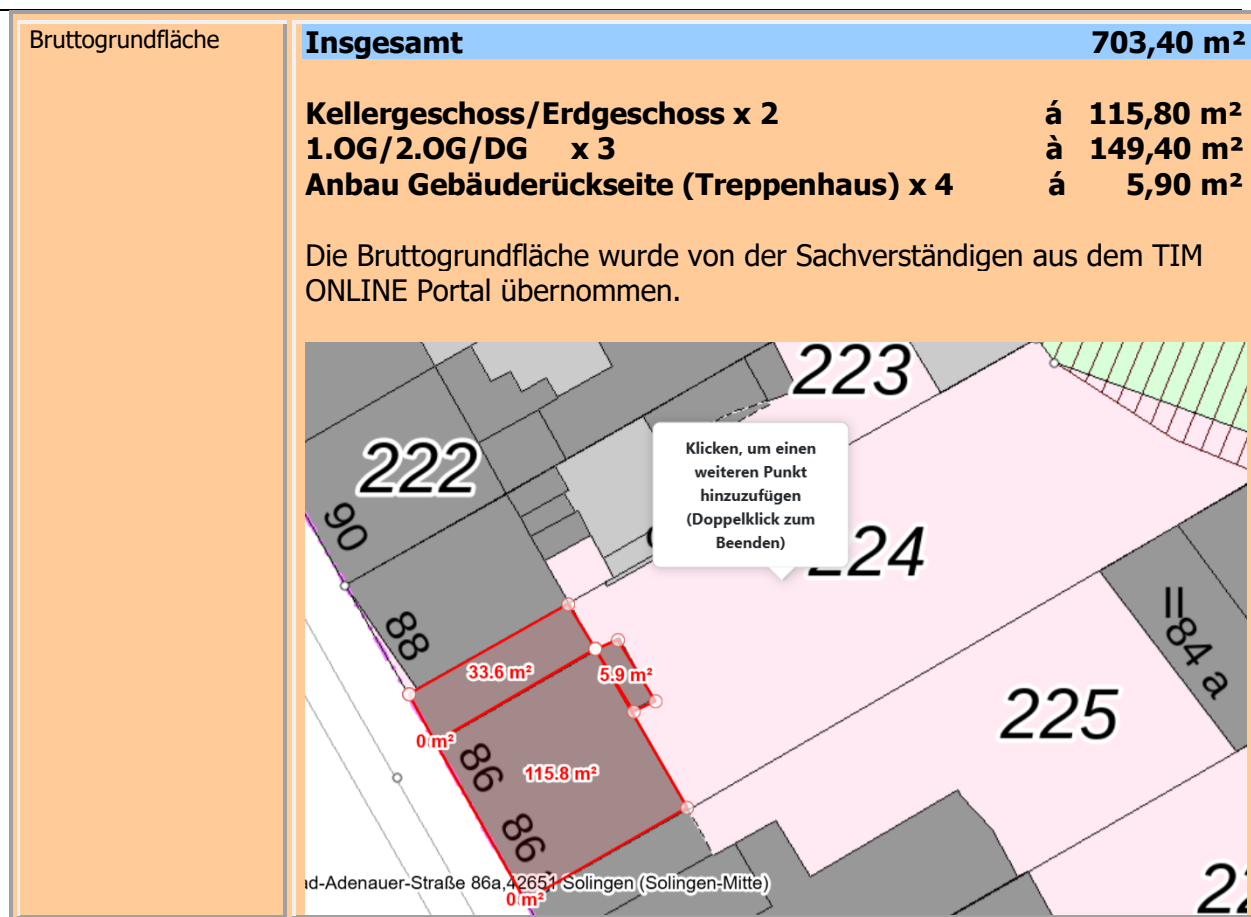 Bruttogrundfläche
Insgesamt 703,40 m²
Kellergeschoss/Erdgeschoss x 2 á 115,80 m²
1.OG/2.OG/DG x 3 à 149,40 m²
Anbau Gebäuderückseite (Treppenhaus) x 4 á 5,90 m²
Die Bruttogrundfläche wurde von der Sachverständigen aus dem TIM
ONLINE Portal übernommen.
223
222
Klicken, um einen
weiteren Punkt
hinzuzufügen
(Doppelklick zum
Beenden)
90
224
88
84 a
33.6 m²
5.9 m²
225
0 m²
86
115.8 m²
86
ad-Adenauer-Straße 86a,42651 Solingen (Solingen-Mitte)
0 m²